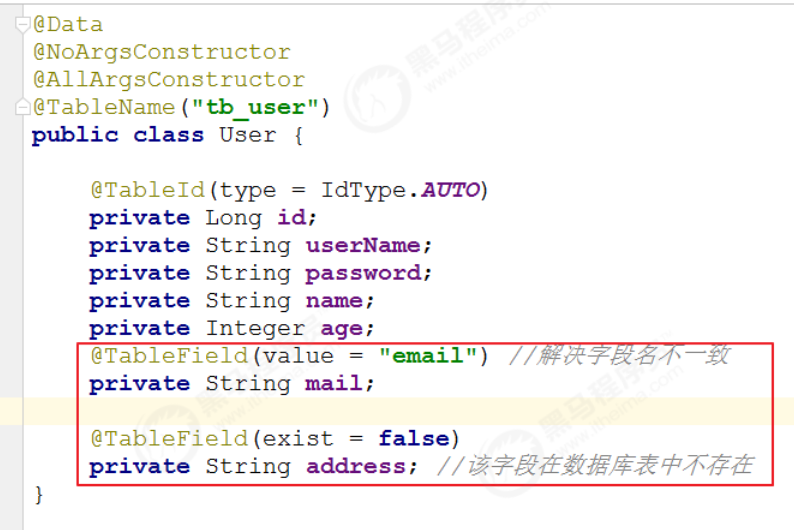 @Data
@NoArgsConstructor
@AllArgsConstructor
@TableName("tb_user")
public class User {
@TableId(type = IdType.AUTO)
private Long id;
private String userName;
private String password;
private String name;
private Integer age;
@TableField(value = "email") //解决字段名不一致
private String mail;
@TableField(exist = false)
private String address; //该字段在数据库表中不存在
}
黑马程序员
www.itheima.com